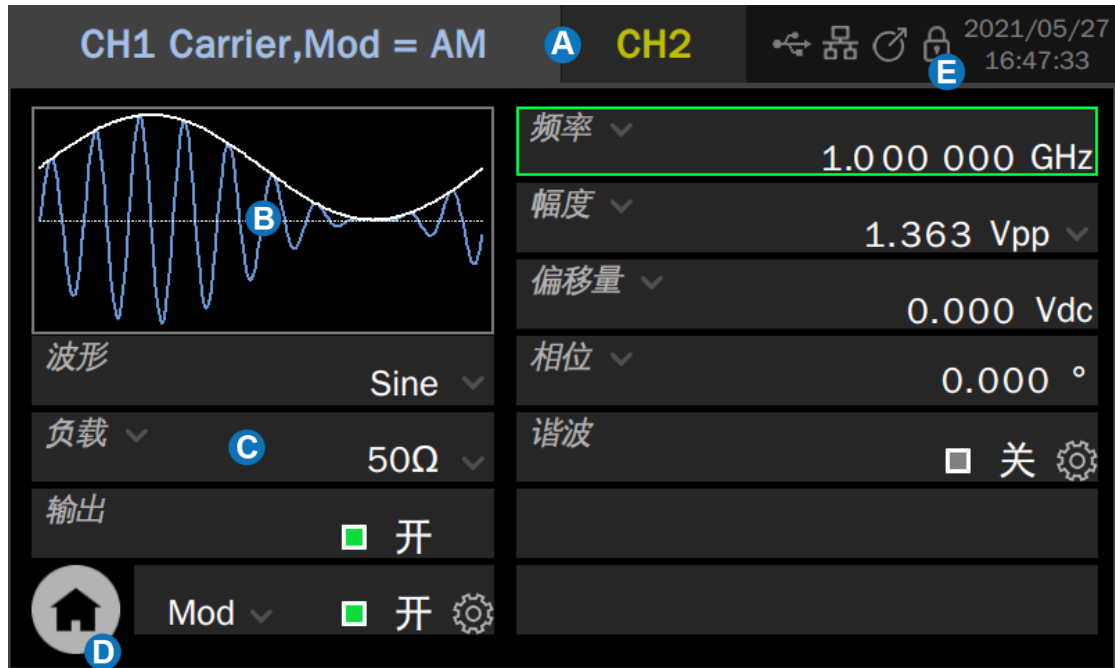 CH1 Carrier,Mod = AM
A
CH2
2021/05/27
16:47:33
E
B
波形
Sine
负载
C
50Ω
输出
开
D
Mod
开
频率
1.000 000 GHz
幅度
1.363 Vpp
偏移量
0.000 Vdc
相位
0.000 °
谐波
关